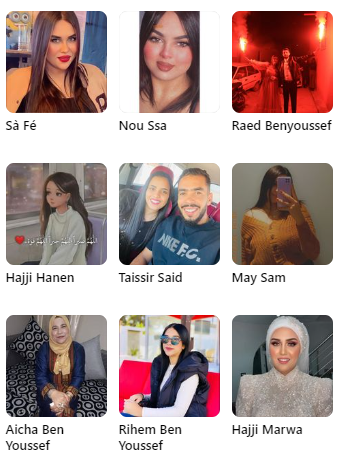 Sà Fé
Nou Ssa
Raed Benyoussef
Hajji Hanen
NIKE F.C.
Taissir Said
May Sam
Aicha Ben
Youssef
Rihem Ben
Youssef
Hajji Marwa